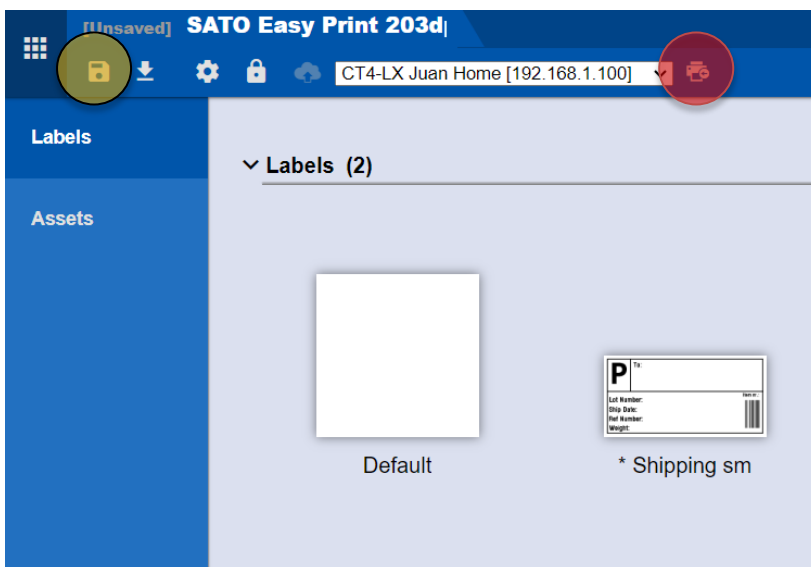 [Unsaved] SATO Easy Print 203d
CT4-LX Juan Home [192.168.1.100]
Labels
Assets
Labels (2)
P
To:
Lot Number:
Ship Date:
Ref Number:
Weight:
Default
* Shipping sm